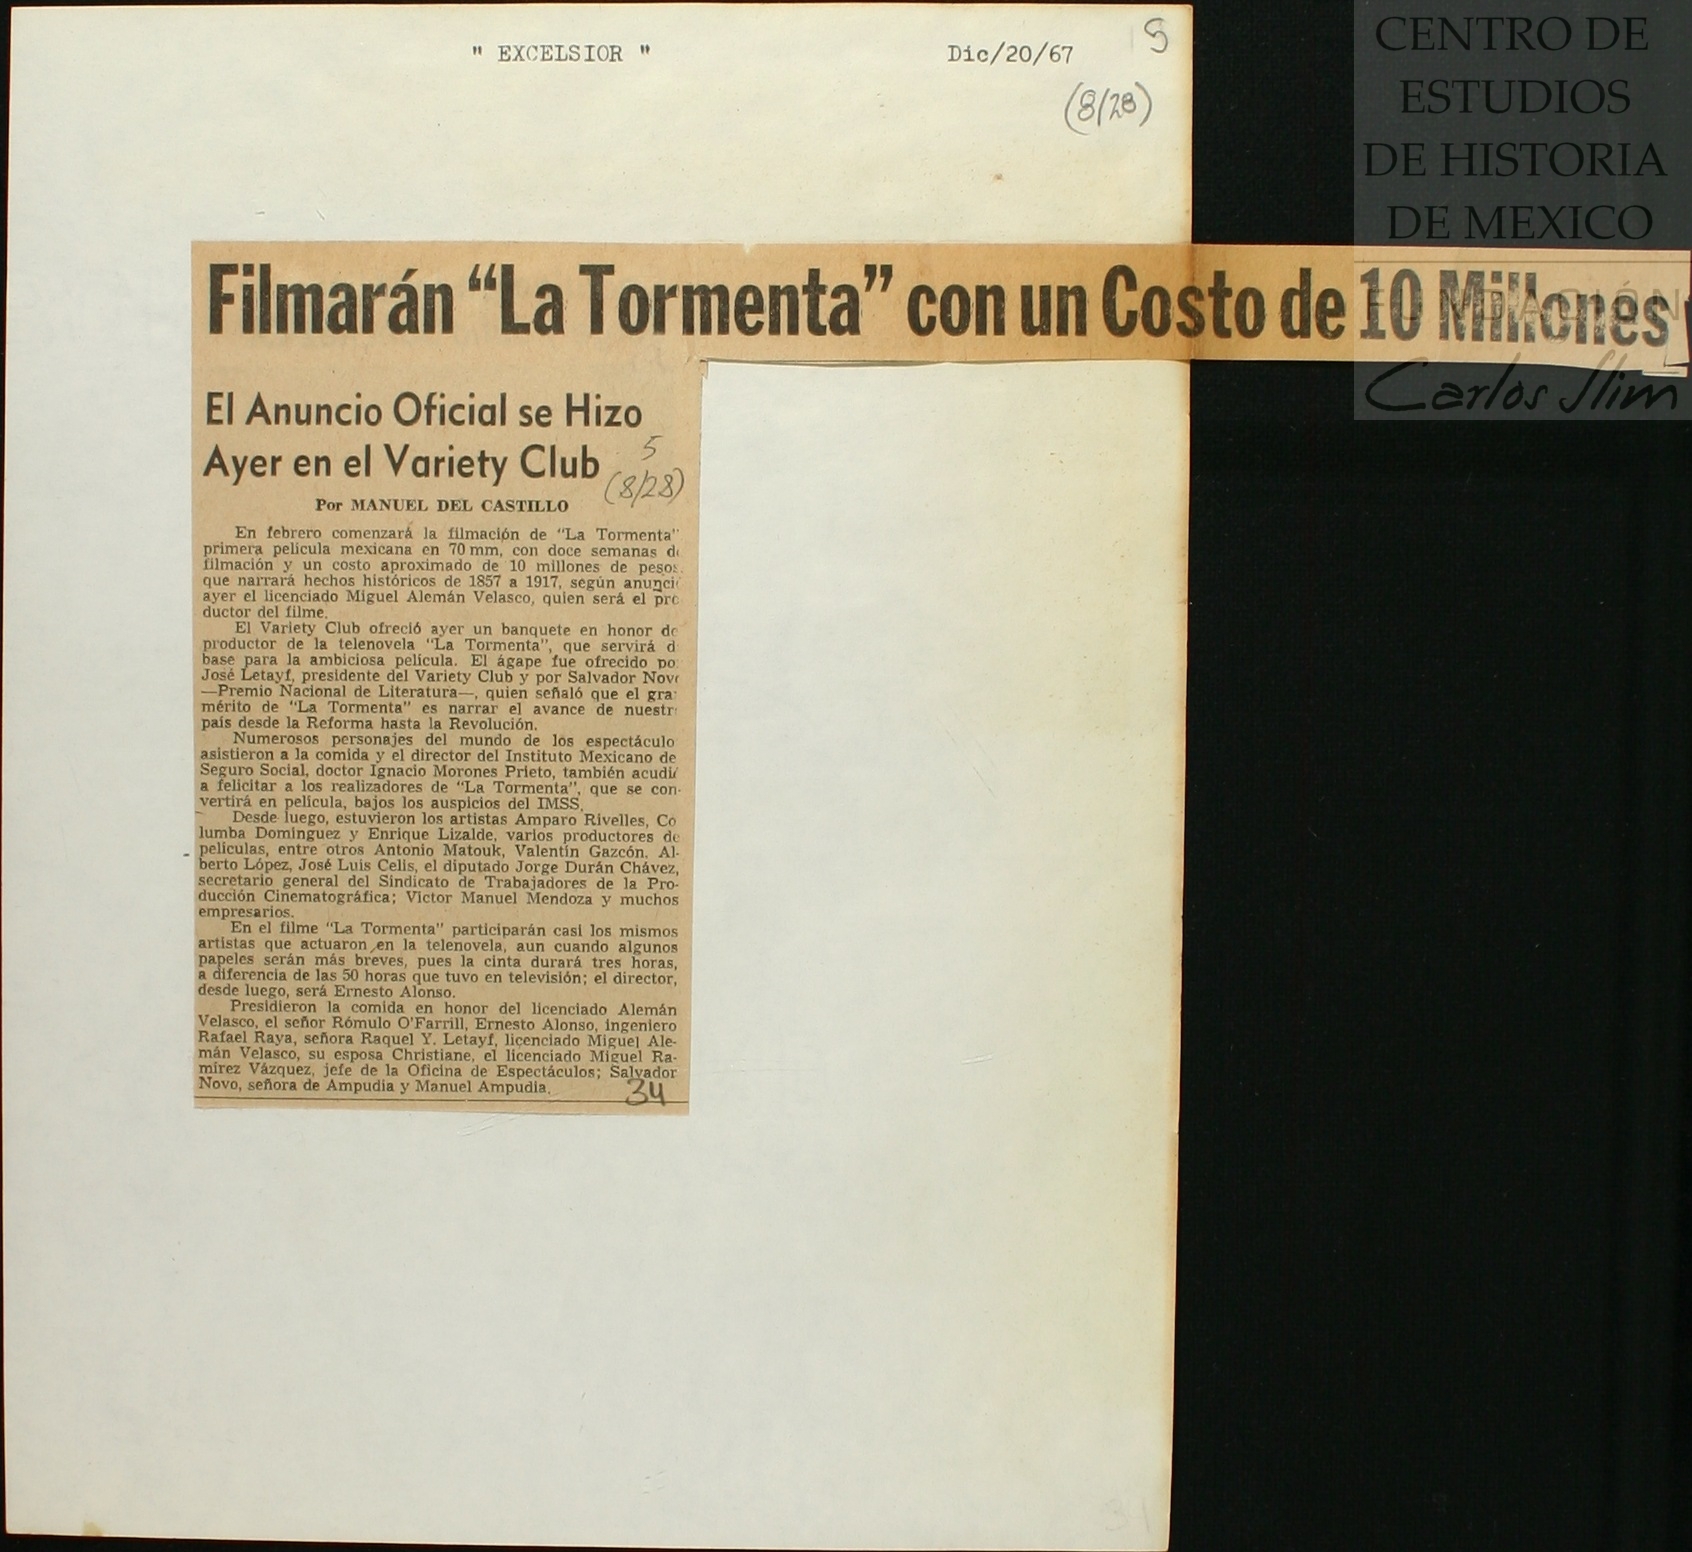 " EXCELSIOR "
Dic/20/67
5
(8/28)
CENTRO DE
ESTUDIOS
DE HISTORIA
DE MEXICO
FUNDACIÓN
Carlos Slim
Filmarán “La Tormenta” con un Costo de 10 Millones
El Anuncio Oficial se Hizo
Ayer en el Variety Club
5
(8/28)
Por MANUEL DEL CASTILLO
En febrero comenzará la filmación de “La Tormenta”
primera película mexicana en 70 mm, con doce semanas d
filmación y un costo aproximado de 10 millones de pesos.
que narrará hechos históricos de 1857 a 1917, según anunci
ayer el licenciado Miguel Alemán Velasco, quien será el pro
ductor del filme.
El Variety Club ofreció ayer un banquete en honor de
productor de la telenovela “La Tormenta”, que servirá d
base para la ambiciosa película. El ágape fue ofrecido po
José Letayf, presidente del Variety Club y por Salvador Novo
—Premio Nacional de Literatura—, quien señaló que el gra
mérito de “La Tormenta” es narrar el avance de nuestr
país desde la Reforma hasta la Revolución.
Numerosos personajes del mundo de los espectáculo
asistieron a la comida y el director del Instituto Mexicano de
Seguro Social, doctor Ignacio Morones Prieto, también acudi
a felicitar a los realizadores de “La Tormenta”, que se con-
vertirá en película, bajos los auspicios del IMSS.
Desde luego, estuvieron los artistas Amparo Rivelles, Co
lumba Domínguez y Enrique Lizalde, varios productores de
películas, entre otros Antonio Matouk, Valentín Gazcón. Al-
berto López, José Luis Celis, el diputado Jorge Durán Chávez,
secretario general del Sindicato de Trabajadores de la Pro-
ducción Cinematográfica; Víctor Manuel Mendoza y muchos
empresarios.
En el filme “La Tormenta” participarán casi los mismos
artistas que actuaron en la telenovela, aun cuando algunos
papeles serán más breves, pues la cinta durará tres horas,
a diferencia de las 50 horas que tuvo en televisión; el director,
desde luego, será Ernesto Alonso.
Presidieron la comida en honor del licenciado Alemán
Velasco, el señor Rómulo O'Farrill, Ernesto Alonso, ingeniero
Rafael Raya, señora Raquel Y. Letayf, licenciado Miguel Ale-
mán Velasco, su esposa Christiane, el licenciado Miguel Ra-
mírez Vázquez, jefe de la Oficina de Espectáculos; Salvador
Novo, señora de Ampudia y Manuel Ampudia.
34